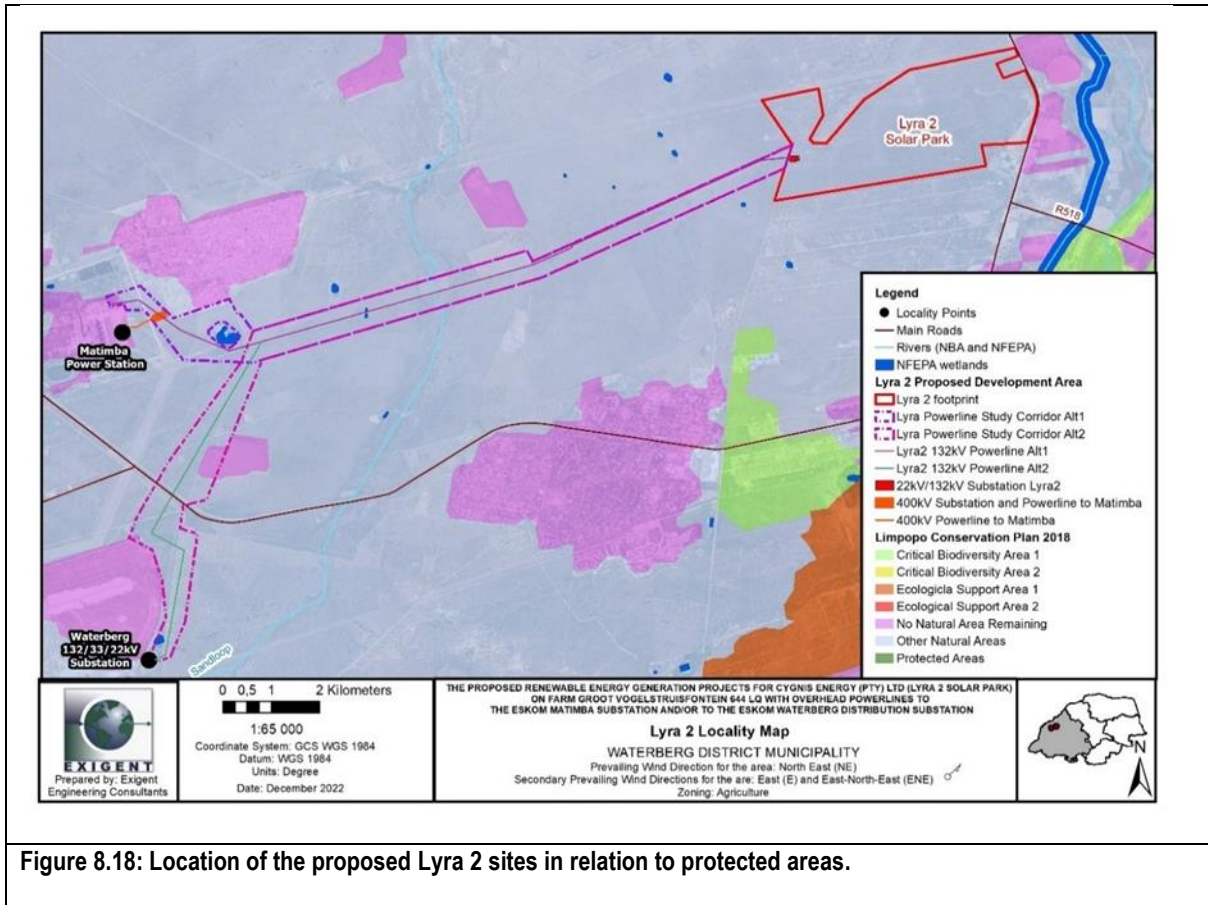 Lyra 2
Solar Park
R518
Matimba
Power Station
Waterberg
132/33/22kV
Substation
Sandloop
Legend
Locality Points
Main Roads
Rivers (NBA and NFEPA)
NFEPA wetlands
Lyra 2 Proposed Development Area
Lyra 2 footprint
Lyra Powerline Study Corridor Alt1
Lyra Powerline Study Corridor Alt2
Lyra2 132kV Powerline Alt1
Lyra2 132kV Powerline Alt2
22kV/132kV Substation Lyra2
400kV Substation and Powerline to Matimba
400kV Powerline to Matimba
Limpopo Conservation Plan 2018
Critical Biodiversity Area 1
Critical Biodiversity Area 2
Ecologicla Support Area 1
Ecological Support Area 2
No Natural Area Remaining
Other Natural Areas
Protected Areas
EXIGENT
Prepared by: Exigent
Engineering Consultants
0 0,5 1 2 Kilometers
1:65 000
Coordinate System: GCS WGS 1984
Datum: WGS 1984
Units: Degree
Date: December 2022
THE PROPOSED RENEWABLE ENERGY GENERATION PROJECTS FOR CYGNIS ENERGY (PTY) LTD (LYRA 2 SOLAR PARK)
ON FARM GROOT VOGELSTRUISFONTEIN 644 LQ WITH OVERHEAD POWERLINES TO
THE ESKOM MATIMBA SUBSTATION AND/OR TO THE ESKOM WATERBERG DISTRIBUTION SUBSTATION
Lyra 2 Locality Map
WATERBERG DISTRICT MUNICIPALITY
Prevailing Wind Direction for the area: North East (NE)
Secondary Prevailing Wind Directions for the are: East (E) and East-North-East (ENE)
Zoning: Agriculture
N
Figure 8.18: Location of the proposed Lyra 2 sites in relation to protected areas.